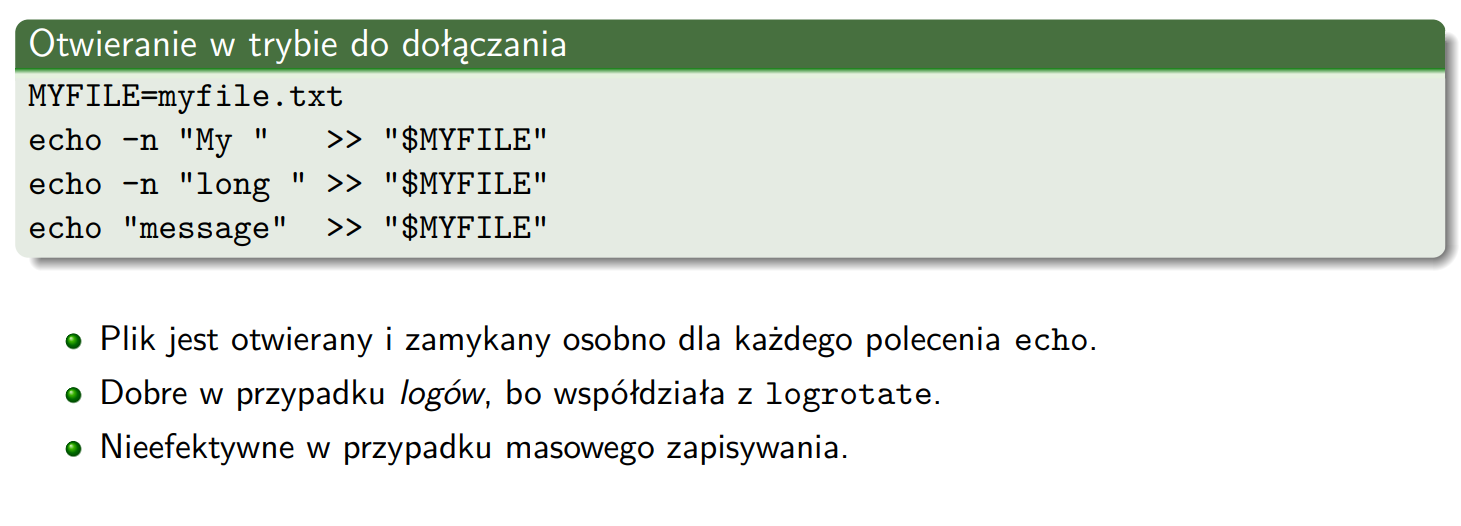 Otwieranie w trybie do dołączania
MYFILE=myfile.txt
echo -n "My "   >> "$MYFILE"
echo -n "long " >> "$MYFILE"
echo "message"  >> "$MYFILE"
Plik jest otwierany i zamykany osobno dla każdego polecenia echo.
Dobre w przypadku logów, bo współdziała z logrotate.
Nieefektywne w przypadku masowego zapisywania.